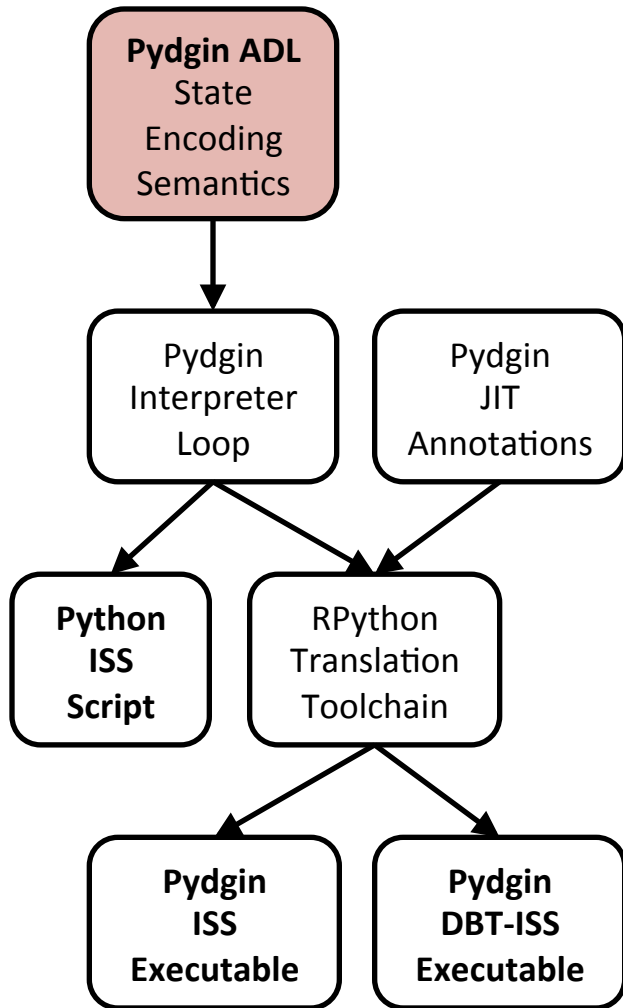 Pydgin ADL
State
Encoding
Semantics
Pydgin
Interpreter
Loop
Pydgin
JIT
Annotations
Python
ISS
Script
RPython
Translation
Toolchain
Pydgin
ISS
Executable
Pydgin
DBT-ISS
Executable